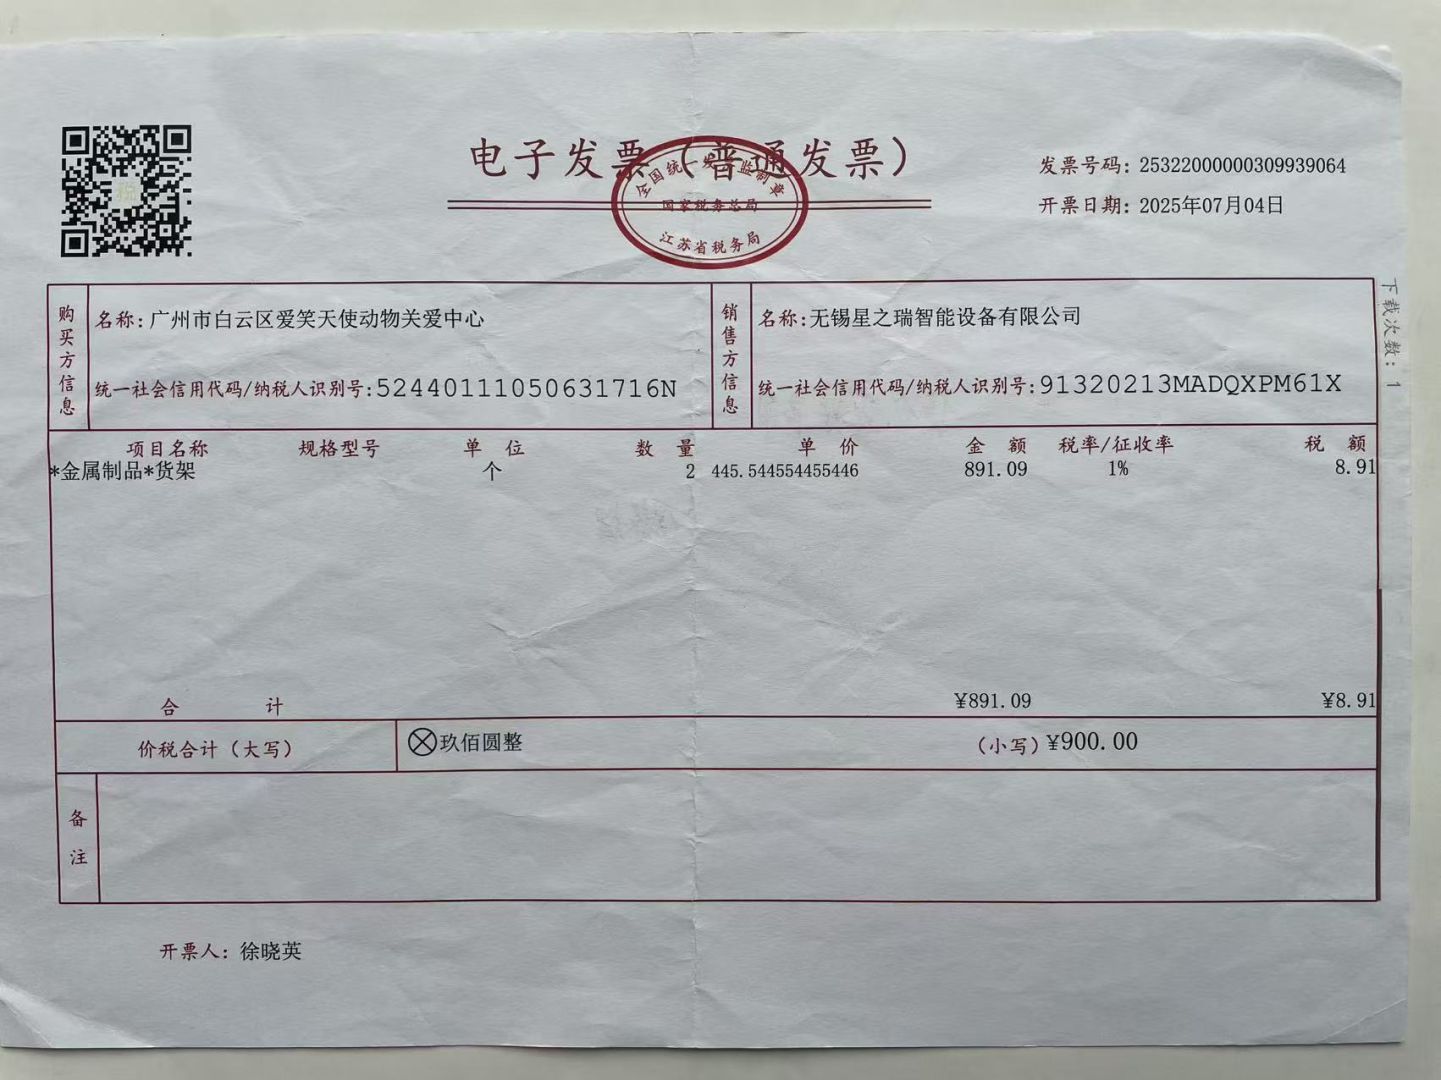 电子发票（普通发票）
全国统一发票监制章
国家税务总局
江苏省税务局
发票号码：25322000000309939064
开票日期：2025年07月04日
税
下载次数：1
购买方信息
名称：广州市白云区爱笑天使动物关爱中心
统一社会信用代码/纳税人识别号：52440111050631716N
销售方信息
名称：无锡星之瑞智能设备有限公司
统一社会信用代码/纳税人识别号：91320213MADQXPM61X
项目名称 规格型号 单位 数量 单价 金额 税率/征收率 税额
*金属制品*货架 个 2 445.544554455446 891.09 1% 8.91
合计 ¥891.09 ¥8.91
价税合计（大写） ⊗玖佰圆整 （小写）¥900.00
备注
开票人：徐晓英